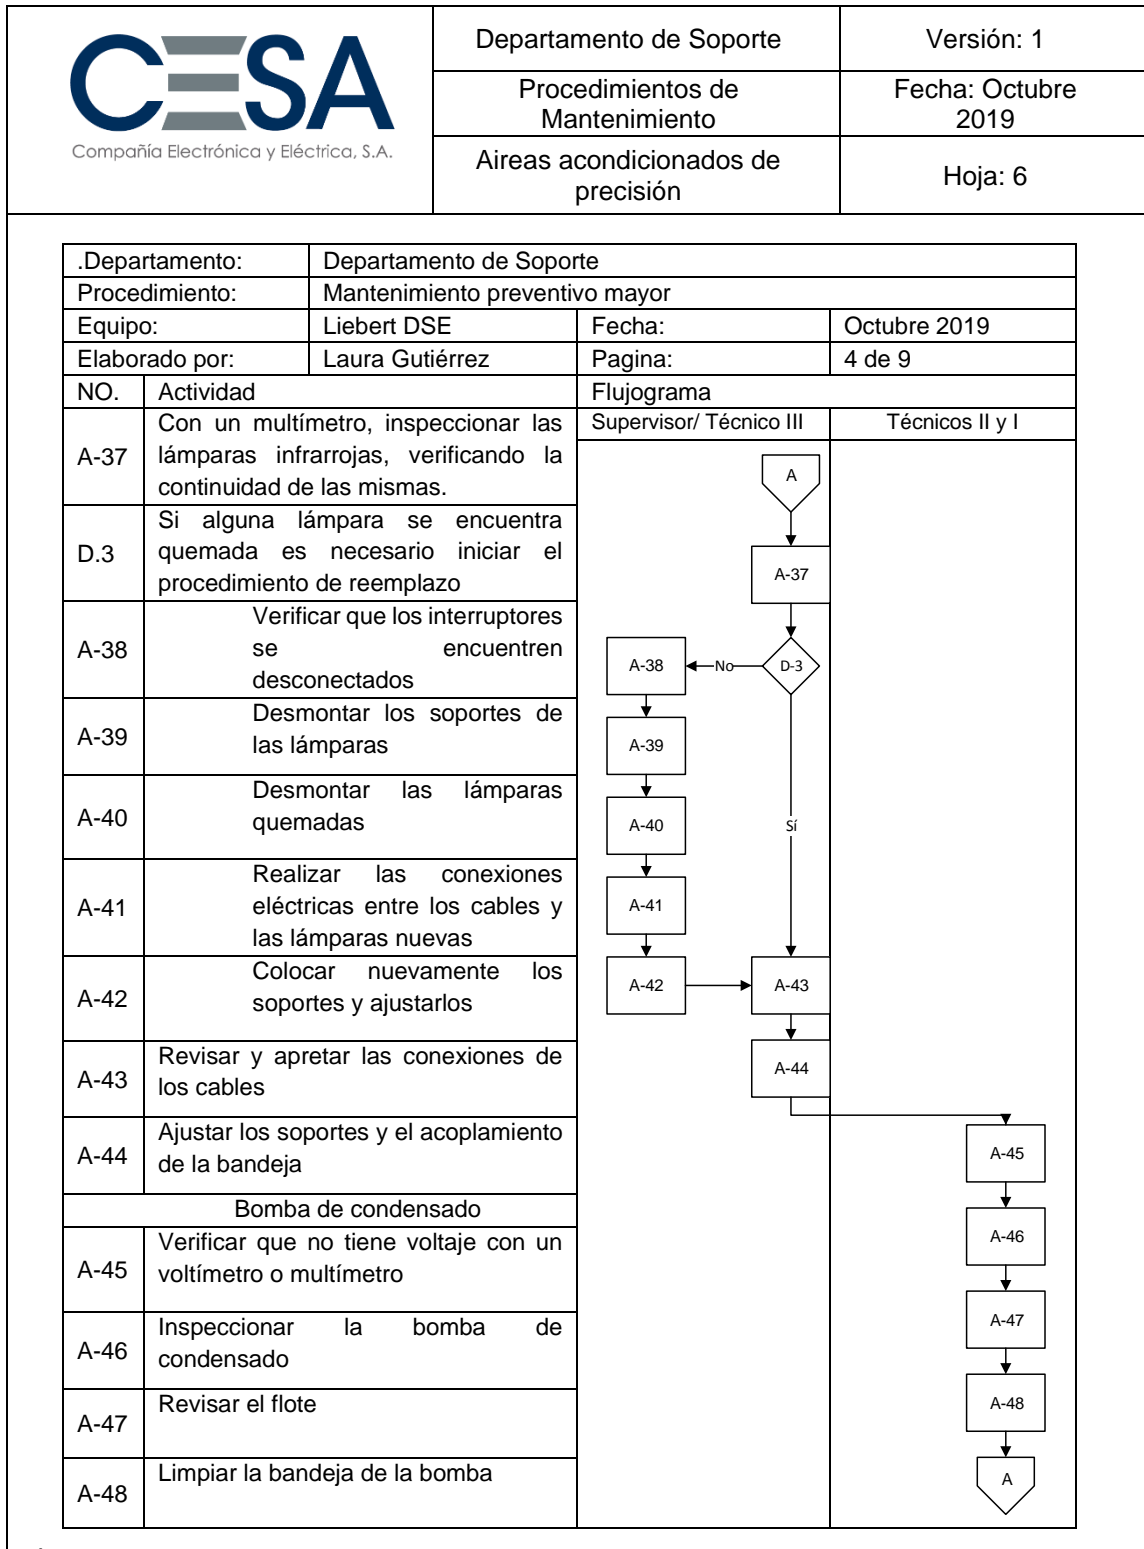 CESA
Compañía Electrónica y Eléctrica, S.A.
Departamento de Soporte
Versión: 1
Procedimientos de
Mantenimiento
Fecha: Octubre
2019
Aireas acondicionados de
precisión
Hoja: 6
.Departamento:
Departamento de Soporte
Procedimiento:
Mantenimiento preventivo mayor
Equipo:
Liebert DSE
Fecha:
Octubre 2019
Elaborado por:
Laura Gutiérrez
Pagina:
4 de 9
NO.
Actividad
Flujograma
A-37
Con un multímetro, inspeccionar las
lámparas infrarrojas, verificando la
continuidad de las mismas.
D.3
Si alguna lámpara se encuentra
quemada es necesario iniciar el
procedimiento de reemplazo
A-38
Verificar que los interruptores
se encuentren
desconectados
A-39
Desmontar los soportes de
las lámparas
A-40
Desmontar las lámparas
quemadas
A-41
Realizar las conexiones
eléctricas entre los cables y
las lámparas nuevas
A-42
Colocar nuevamente los
soportes y ajustarlos
A-43
Revisar y apretar las conexiones de
los cables
A-44
Ajustar los soportes y el acoplamiento
de la bandeja
Bomba de condensado
A-45
Verificar que no tiene voltaje con un
voltímetro o multímetro
A-46
Inspeccionar la bomba de
condensado
A-47
Revisar el flote
A-48
Limpiar la bandeja de la bomba
Supervisor/ Técnico III
Técnicos II y I
A
A-37
D-3
No
A-38
A-39
A-40
Sí
A-41
A-42
A-43
A-44
A-45
A-46
A-47
A-48
A